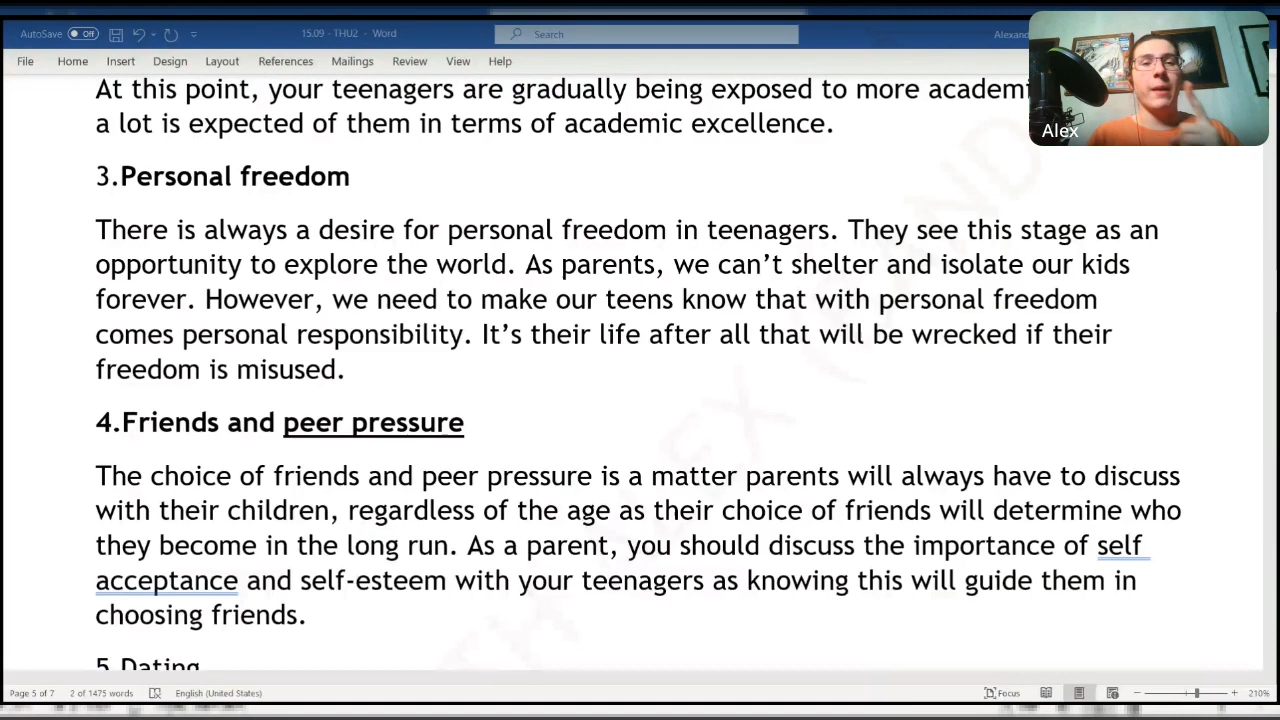 AutoSave Off
15.09 - THU2 - Word
Search
File Home Insert Design Layout References Mailings Review View Help
Alex
At this point, your teenagers are gradually being exposed to more
a lot is expected of them in terms of academic excellence.
3.Personal freedom
There is always a desire for personal freedom in teenagers. They see this stage as an
opportunity to explore the world. As parents, we can’t shelter and isolate our kids
forever. However, we need to make our teens know that with personal freedom
comes personal responsibility. It’s their life after all that will be wrecked if their
freedom is misused.
4.Friends and peer pressure
The choice of friends and peer pressure is a matter parents will always have to discuss
with their children, regardless of the age as their choice of friends will determine who
they become in the long run. As a parent, you should discuss the importance of self
acceptance and self-esteem with your teenagers as knowing this will guide them in
choosing friends.
5.Dating
Page 5 of 7 2 of 1475 words English (United States) Focus 210%